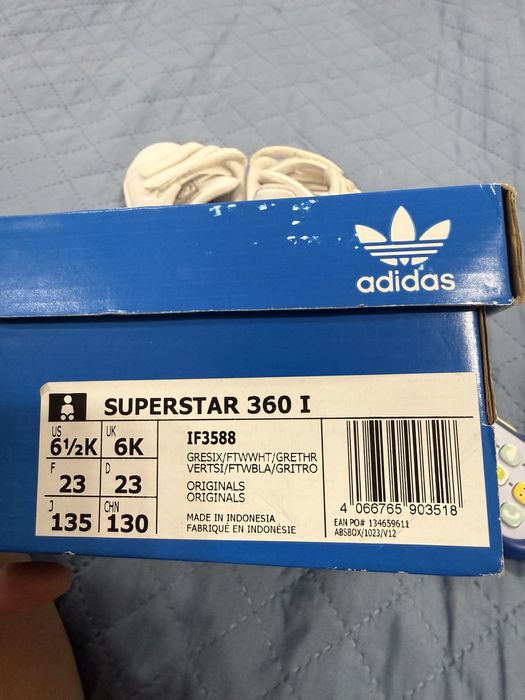 adidas
SUPERSTAR 360 I
US 6½K UK 6K
F 23 D 23
J 135 CHN 130
IF3588
GRESIX/FTWWHT/GRETHR
VERTSI/FTWBLA/GRITRO
ORIGINALS
ORIGINALS
MADE IN INDONESIA
FABRIQUÉ EN INDONÉSIE
4 066765 903518
EAN PO# 134659611
ABSBOX/1023/V12